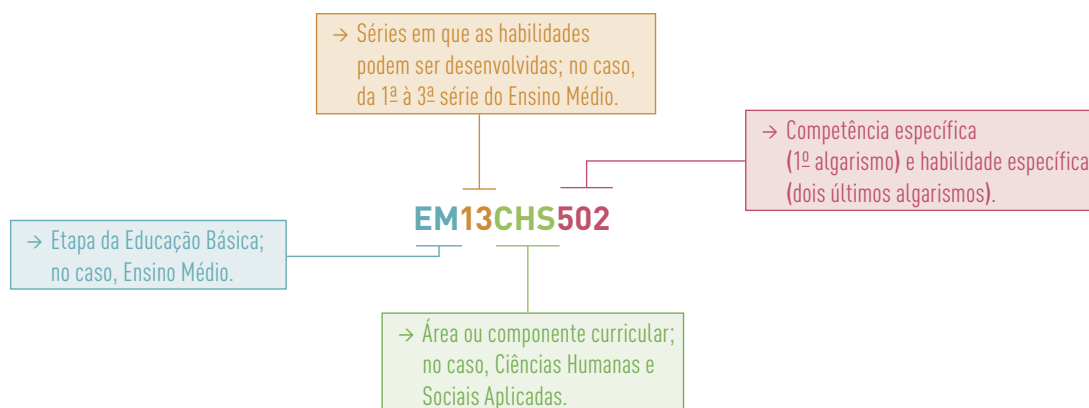 → Séries em que as habilidades
podem ser desenvolvidas; no caso,
da 1ª à 3ª série do Ensino Médio.
→ Competência específica
(1º algarismo) e habilidade específica
(dois últimos algarismos).
EM13CHS502
→ Etapa da Educação Básica;
no caso, Ensino Médio.
→ Área ou componente curricular;
no caso, Ciências Humanas e
Sociais Aplicadas.